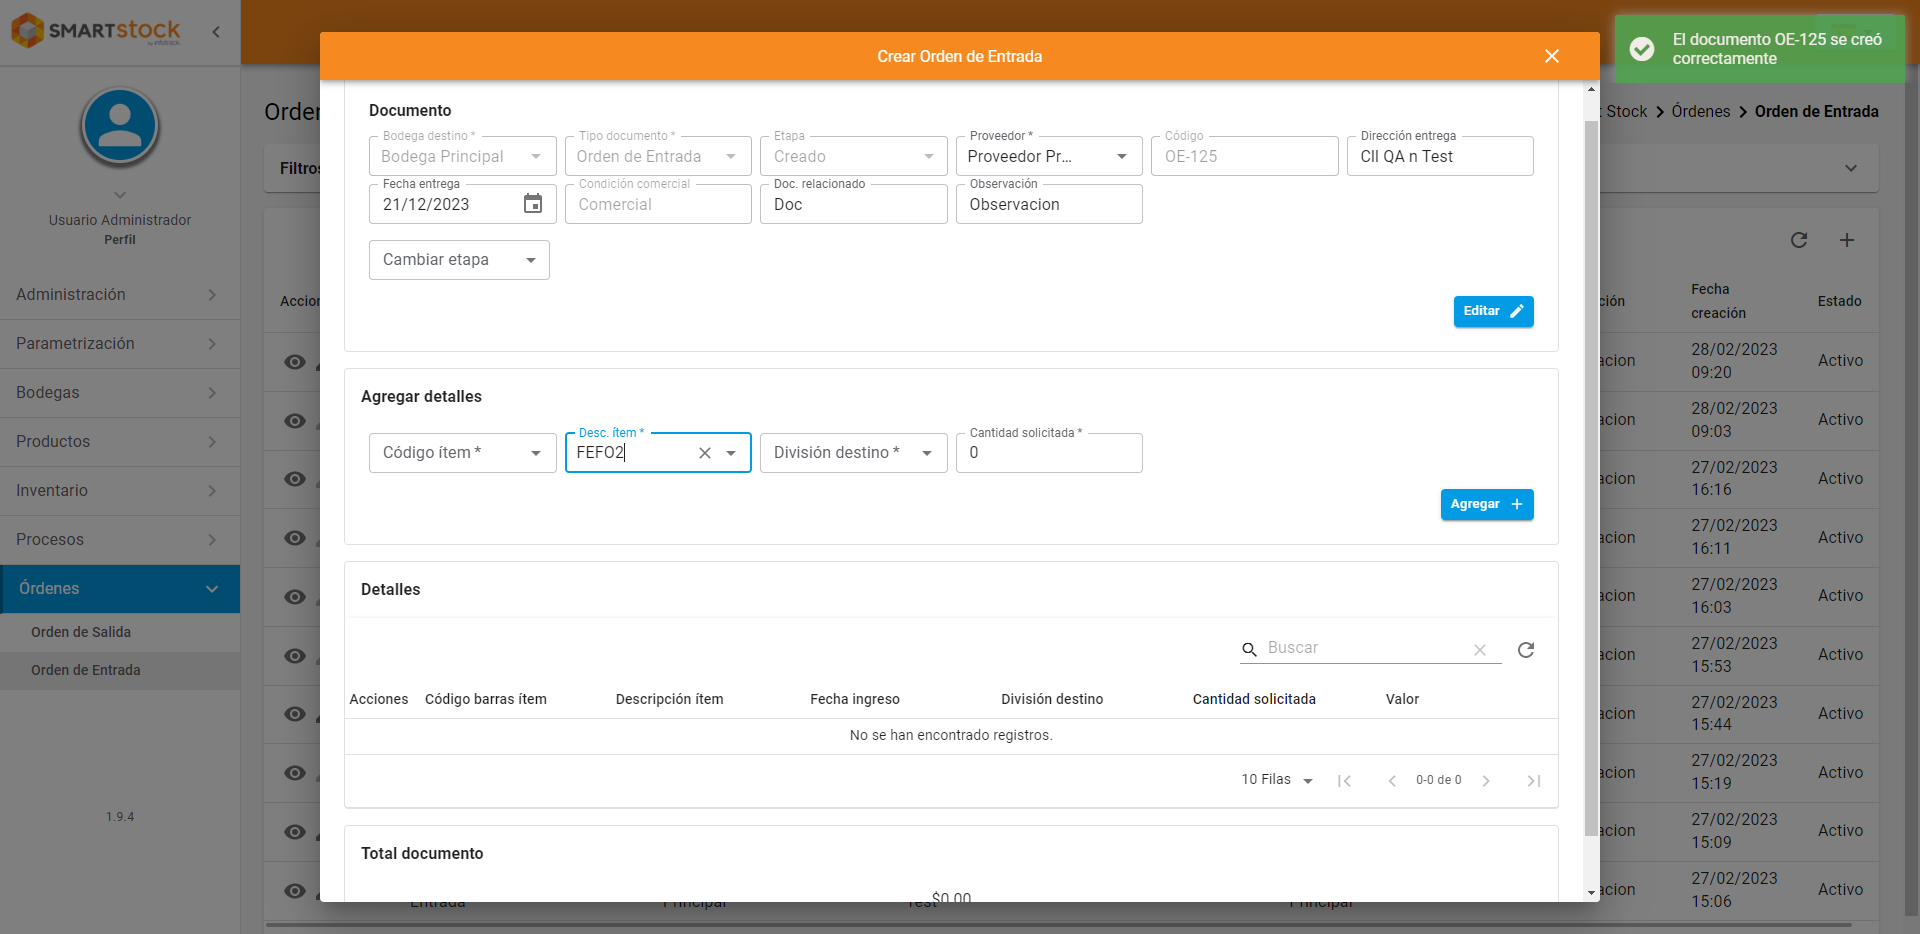 SMARTSTOCK
by infotrack
Crear Orden de Entrada
El documento OE-125 se creó
correctamente
Orden
Stock > Órdenes > Orden de Entrada
Usuario Administrador
Perfil
Administración
Parametrización
Bodegas
Productos
Inventario
Procesos
Órdenes
Orden de Salida
Orden de Entrada
1.9.4
Filtros
Documento
Bodega destino *
Bodega Principal
Tipo documento *
Orden de Entrada
Etapa
Creado
Proveedor *
Proveedor Pr...
Código
OE-125
Dirección entrega
Cll QA n Test
Fecha entrega
21/12/2023
Condición comercial
Comercial
Doc. relacionado
Doc
Observación
Observacion
Cambiar etapa
Editar
Agregar detalles
Código ítem *
Desc. ítem *
FEFO2
División destino *
Cantidad solicitada *
0
Agregar +
Detalles
Buscar
Acciones Código barras ítem Descripción ítem Fecha ingreso División destino Cantidad solicitada Valor
No se han encontrado registros.
10 Filas 0-0 de 0
Total documento
$0.00
Entrada Principal Test Principal
Accion
ción
Fecha
creación
Estado
acion 28/02/2023
09:20 Activo
acion 28/02/2023
09:03 Activo
acion 27/02/2023
16:16 Activo
acion 27/02/2023
16:11 Activo
acion 27/02/2023
16:03 Activo
acion 27/02/2023
15:53 Activo
acion 27/02/2023
15:44 Activo
acion 27/02/2023
15:19 Activo
acion 27/02/2023
15:09 Activo
acion 27/02/2023
15:06 Activo